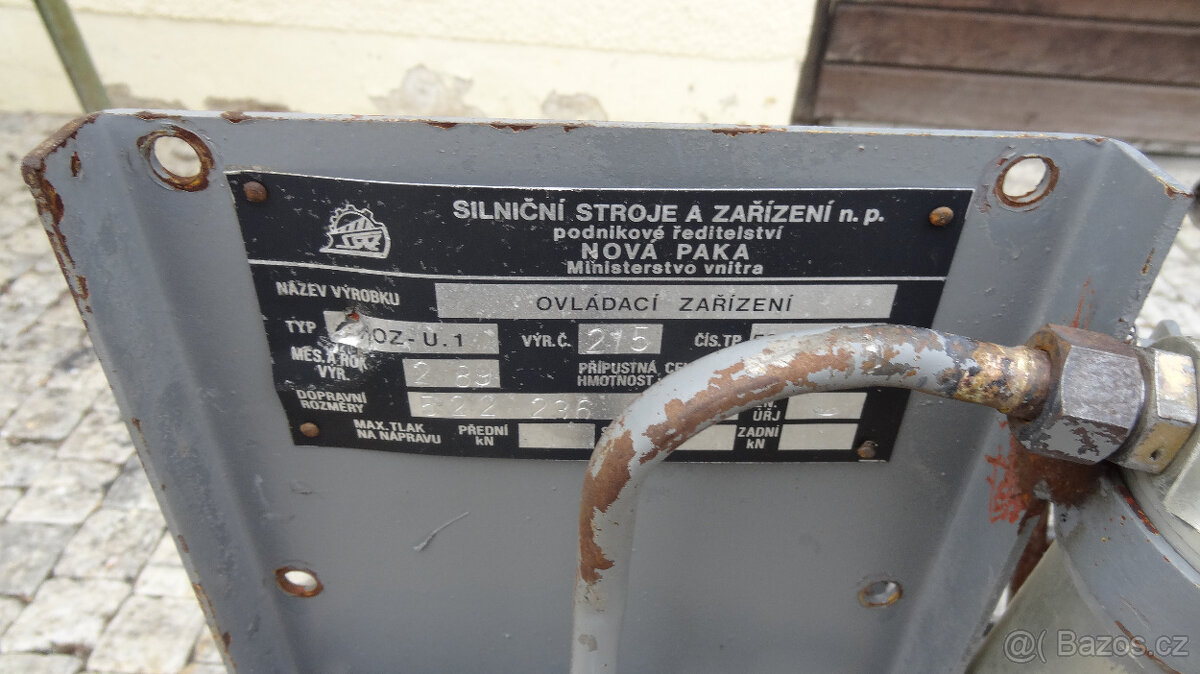 SILNIČNÍ STROJE A ZAŘÍZENÍ n. p.
podnikové ředitelství
NOVÁ PAKA
Ministerstvo vnitra
NÁZEV VÝROBKU OVLÁDACÍ ZAŘÍZENÍ
TYP OZ-U.1 VÝR. Č. 215 ČÍS. TP.
MĚS. A ROK PŘÍPUSTNÁ
VÝR. 2 89 HMOTNOST
DOPRAVNÍ
ROZMĚRY ÚŘJ
MAX. TLAK PŘEDNÍ ZADNÍ
NA NÁPRAVU kN kN
Bazos.cz